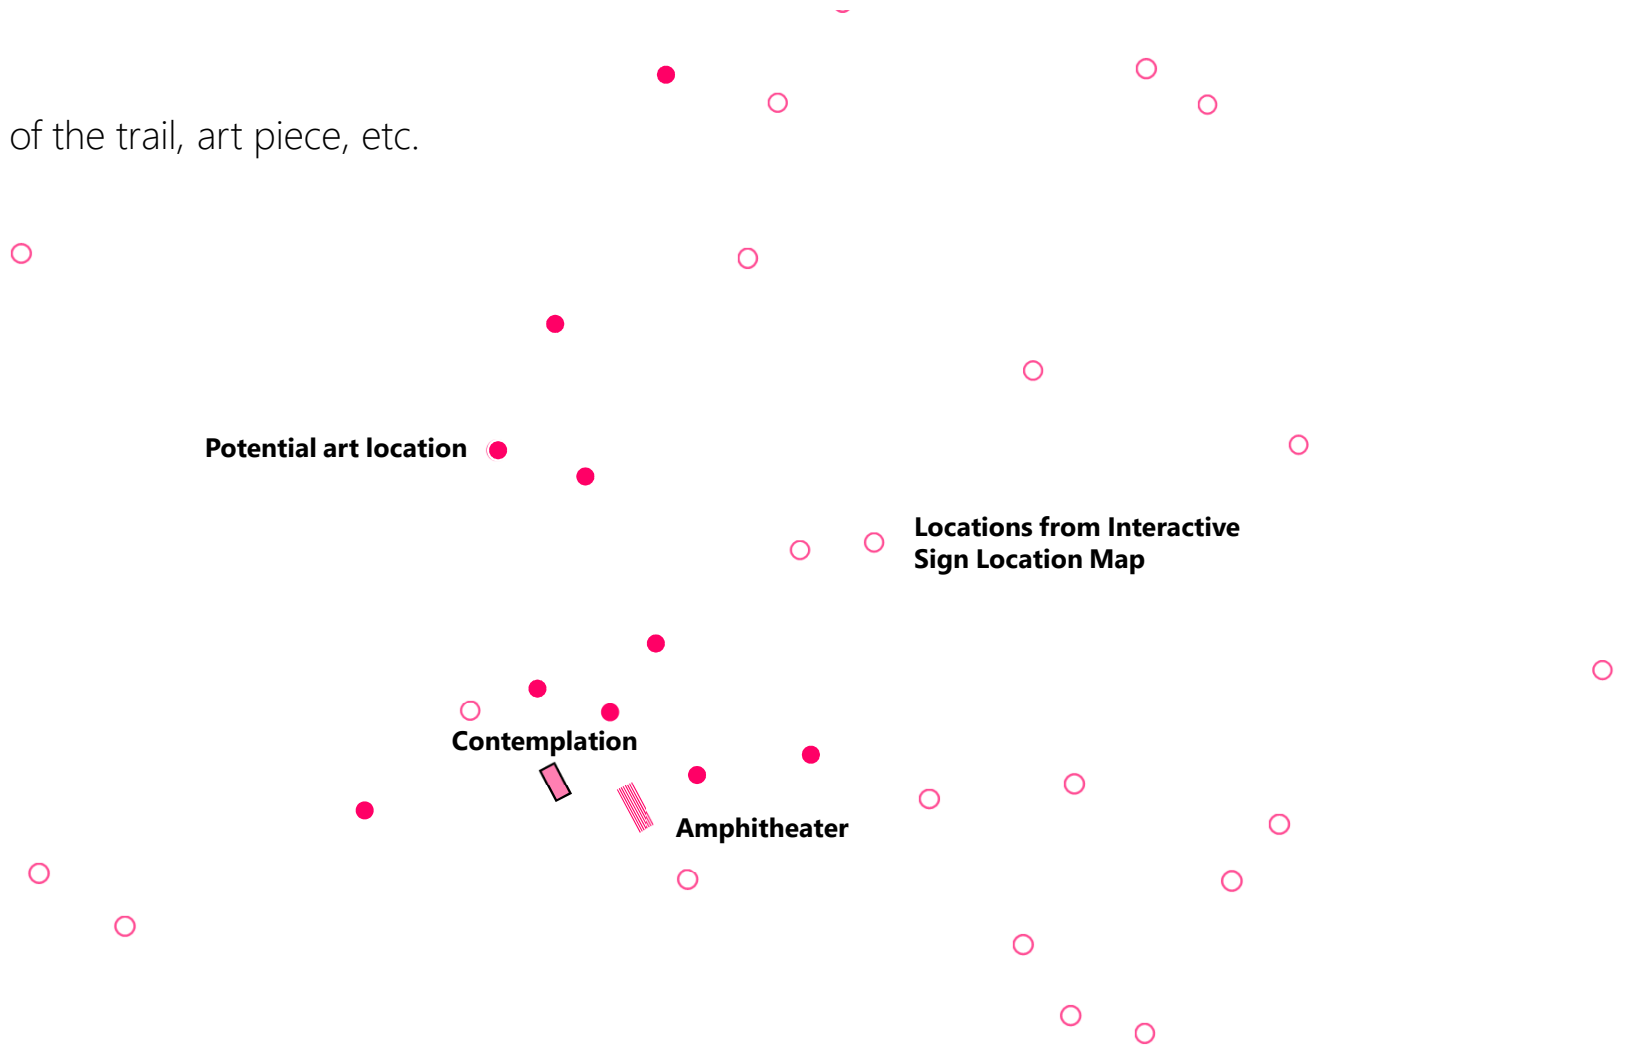 of the trail, art piece, etc.
Potential art location
Locations from Interactive
Sign Location Map
Contemplation
Amphitheater